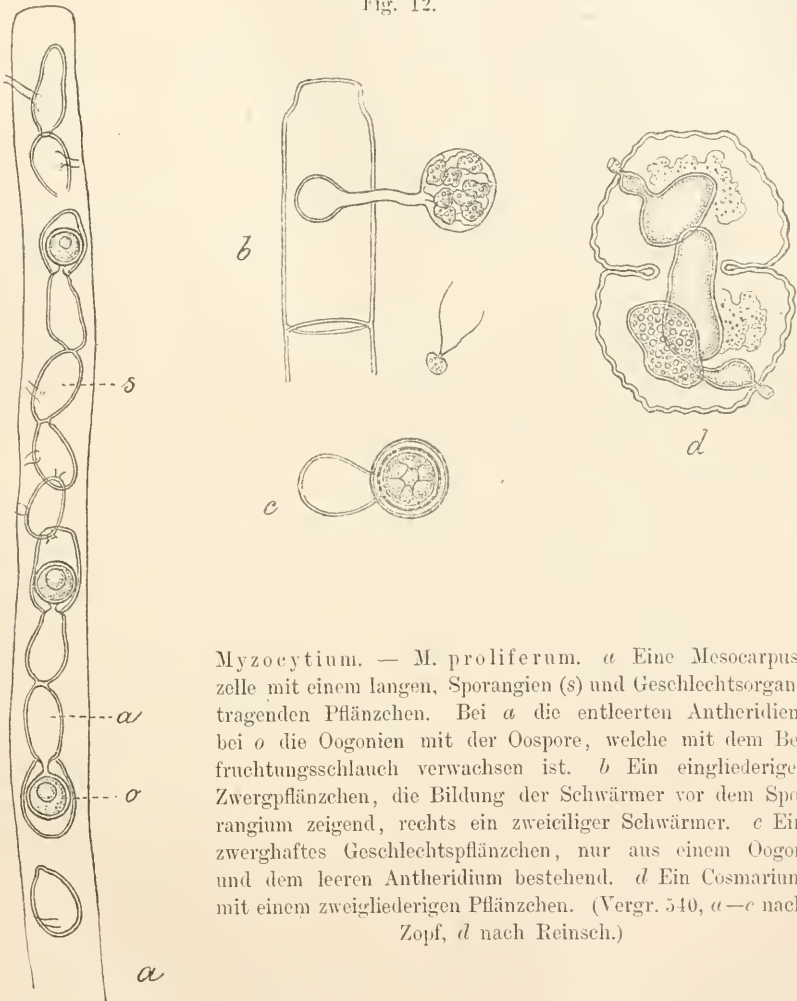 Fig. 12.
b
s
d
c
a
o
a
Myzocytium. — M. proliferum. a Eine Mesocarpus
zelle mit einem langen, Sporangien (s) und Geschlechtsorgan
tragenden Pflänzchen. Bei a die entleerten Antheridien
bei o die Oogonien mit der Oospore, welche mit dem Be
fruchtungsschlauch verwachsen ist. b Ein eingliederige
Zwergpflänzchen, die Bildung der Schwärmer vor dem Spo
rangium zeigend, rechts ein zweiciliger Schwärmer. c Ein
zwerghaftes Geschlechtspflänzchen, nur aus einem Oogon
und dem leeren Antheridium bestehend. d Ein Cosmarium
mit einem zweigliederigen Pflänzchen. (Vergr. 540, a—c nach
Zopf, d nach Reinsch.)